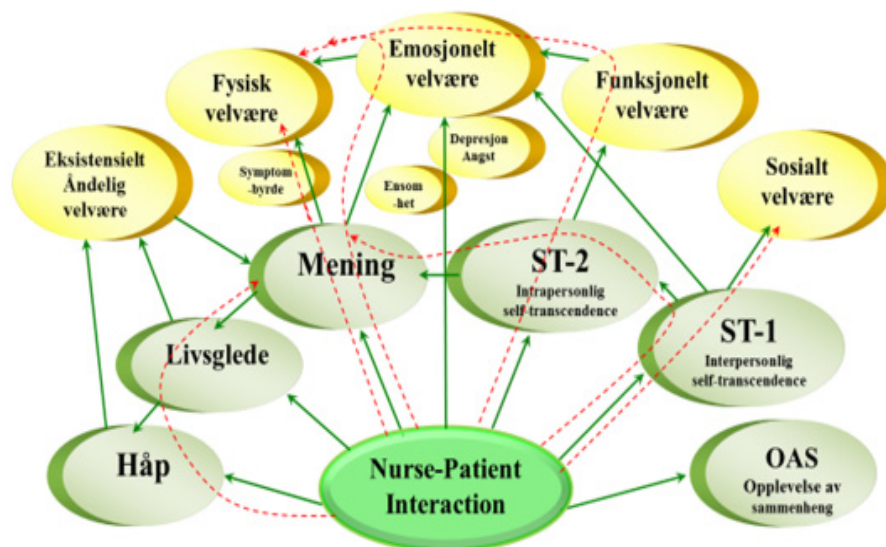 Emosjonelt
velvære
Fysisk
velvære
Funksjonelt
velvære
Eksistensielt
Åndelig
velvære
Symptom
-byrde
Depresjon
Angst
Ensom
-het
Sosialt
velvære
Mening
ST-2
Intrapersonlig
self-transcendence
ST-1
Interpersonlig
self-transcendence
Livsglede
Håp
Nurse-Patient
Interaction
OAS
Opplevelse av
sammenheng